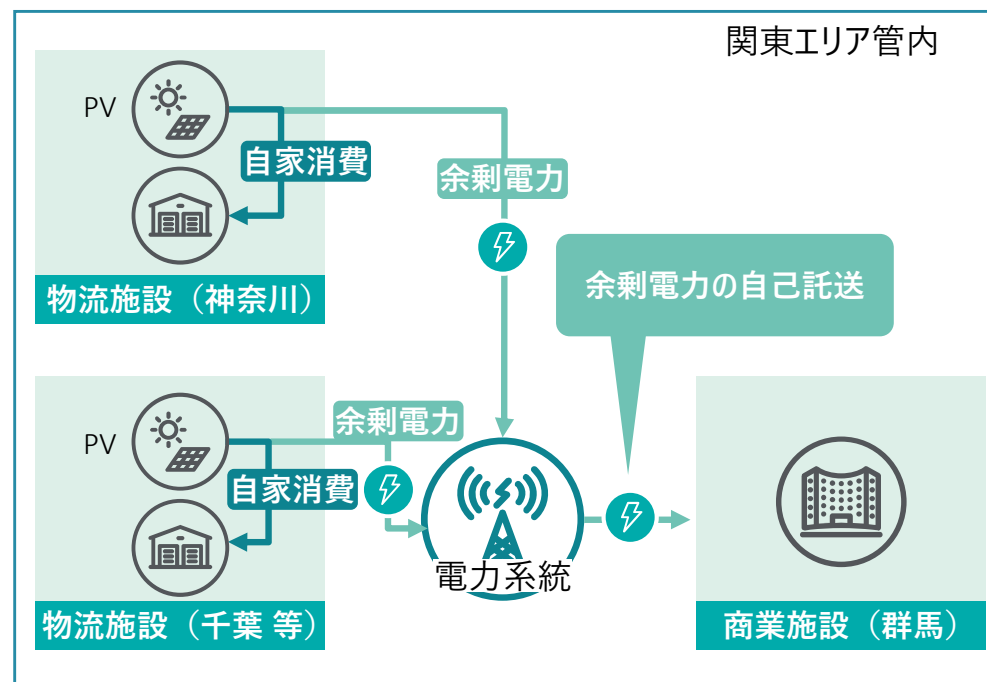 関東エリア管内
PV
自家消費
余剰電力
物流施設（神奈川）
余剰電力の自己託送
PV
余剰電力
自家消費
電力系統
物流施設（千葉 等）
商業施設（群馬）